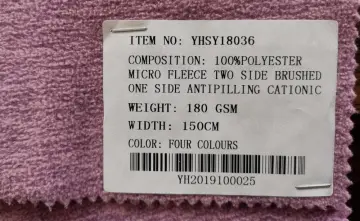 ITEM NO: YHSY18036
COMPOSITION: 100%POLYESTER
MICRO FLEECE TWO SIDE BRUSHED
ONE SIDE ANTIPILLING CATIONIC
WEIGHT: 180 GSM
WIDTH: 150CM
COLOR: FOUR COLOURS
YH2019100025